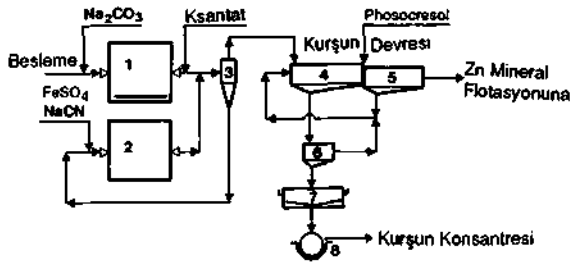 Na₂CO₃
Ksantat
Phosocresol
Besleme
1
3
Kurşun Devresı
4
5
Zn Mineral
Flotasyonuna
FeSO₄
NaCN
2
6
7
8
Kurşun Konsantresi